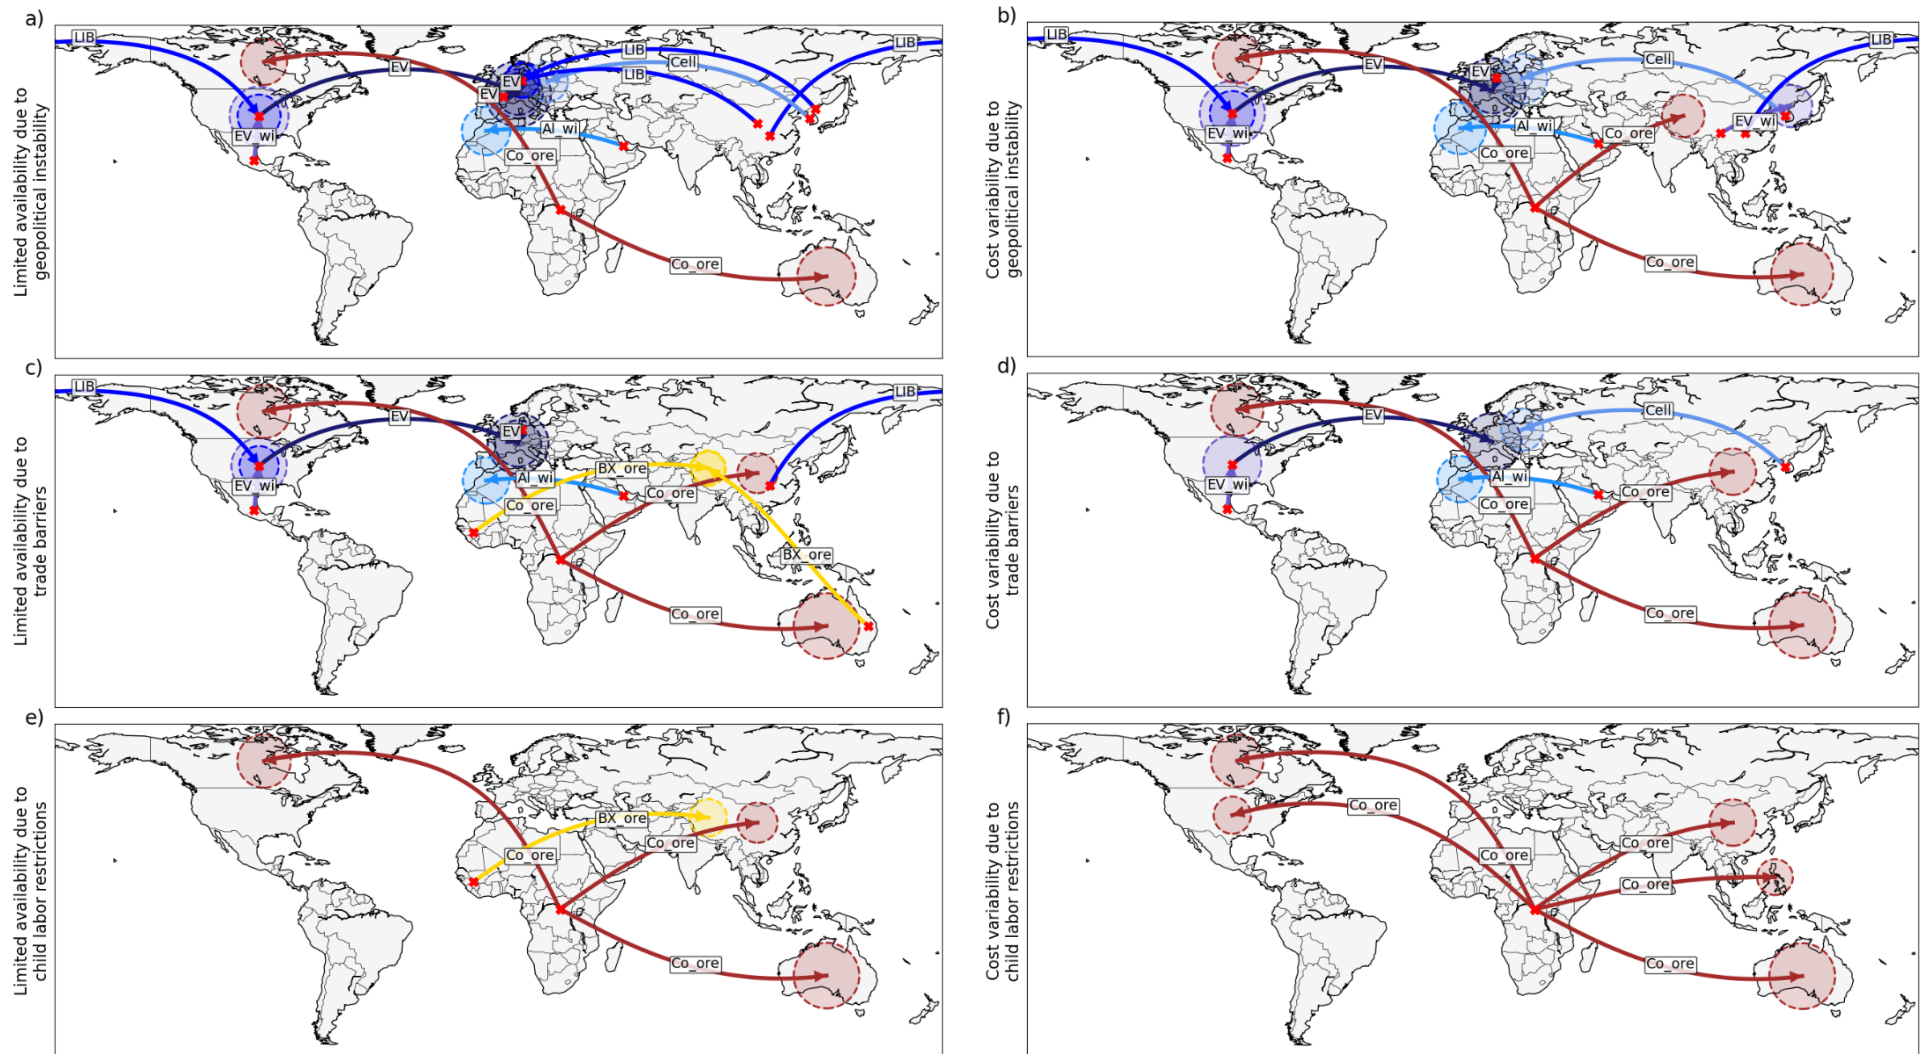 a)
Limited availability due to
geopolitical instability
LIB
EV
EV_wi
EV
EV
LIB
Cell
LIB
LIB
Al_wi
Co_ore
Co_ore
b)
Cost variability due to
geopolitical instability
LIB
EV
EV_wi
EV
Cell
LIB
EV_wi
Al_wi
Co_ore
Co_ore
Co_ore
c)
Limited availability due to
trade barriers
LIB
EV
EV_wi
EV
LIB
BX_ore
Al_wi
Co_ore
Co_ore
BX_ore
Co_ore
d)
Cost variability due to
trade barriers
EV
Cell
EV_wi
Al_wi
Co_ore
Co_ore
Co_ore
e)
Limited availability due to
child labor restrictions
BX_ore
Co_ore
Co_ore
Co_ore
f)
Cost variability due to
child labor restrictions
Co_ore
Co_ore
Co_ore
Co_ore
Co_ore